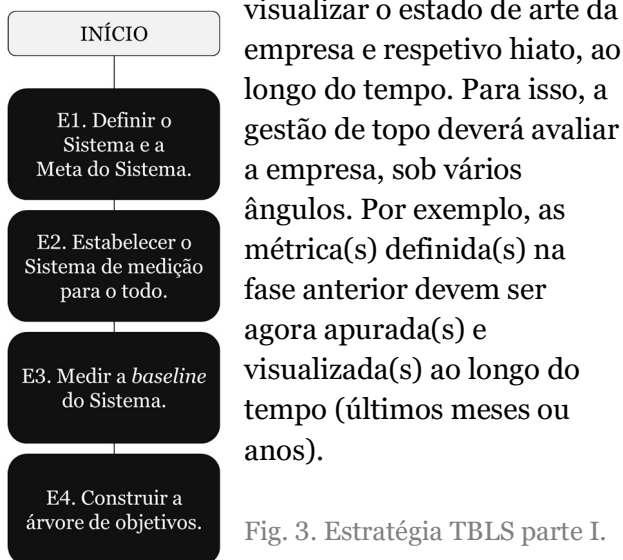 INÍCIO
E1. Definir o
Sistema e a
Meta do Sistema.
E2. Estabelecer o
Sistema de medição
para o todo.
E3. Medir a baseline
do Sistema.
E4. Construir a
árvore de objetivos.
visualizar o estado de arte da
empresa e respetivo hiato, ao
longo do tempo. Para isso, a
gestão de topo deverá avaliar
a empresa, sob vários
ângulos. Por exemplo, as
métrica(s) definida(s) na
fase anterior devem ser
agora apurada(s) e
visualizada(s) ao longo do
tempo (últimos meses ou
anos).
Fig. 3. Estratégia TBLS parte I.